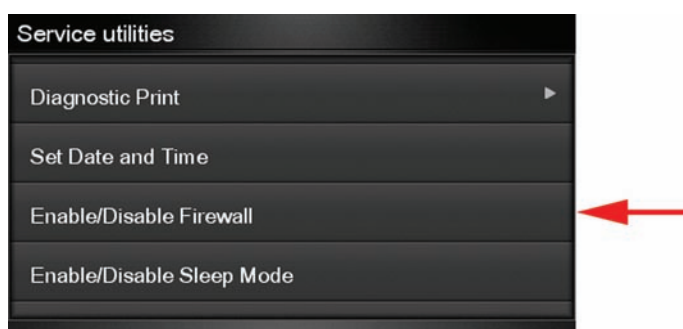 Service utilities
Diagnostic Print
Set Date and Time
Enable/Disable Firewall
Enable/Disable Sleep Mode